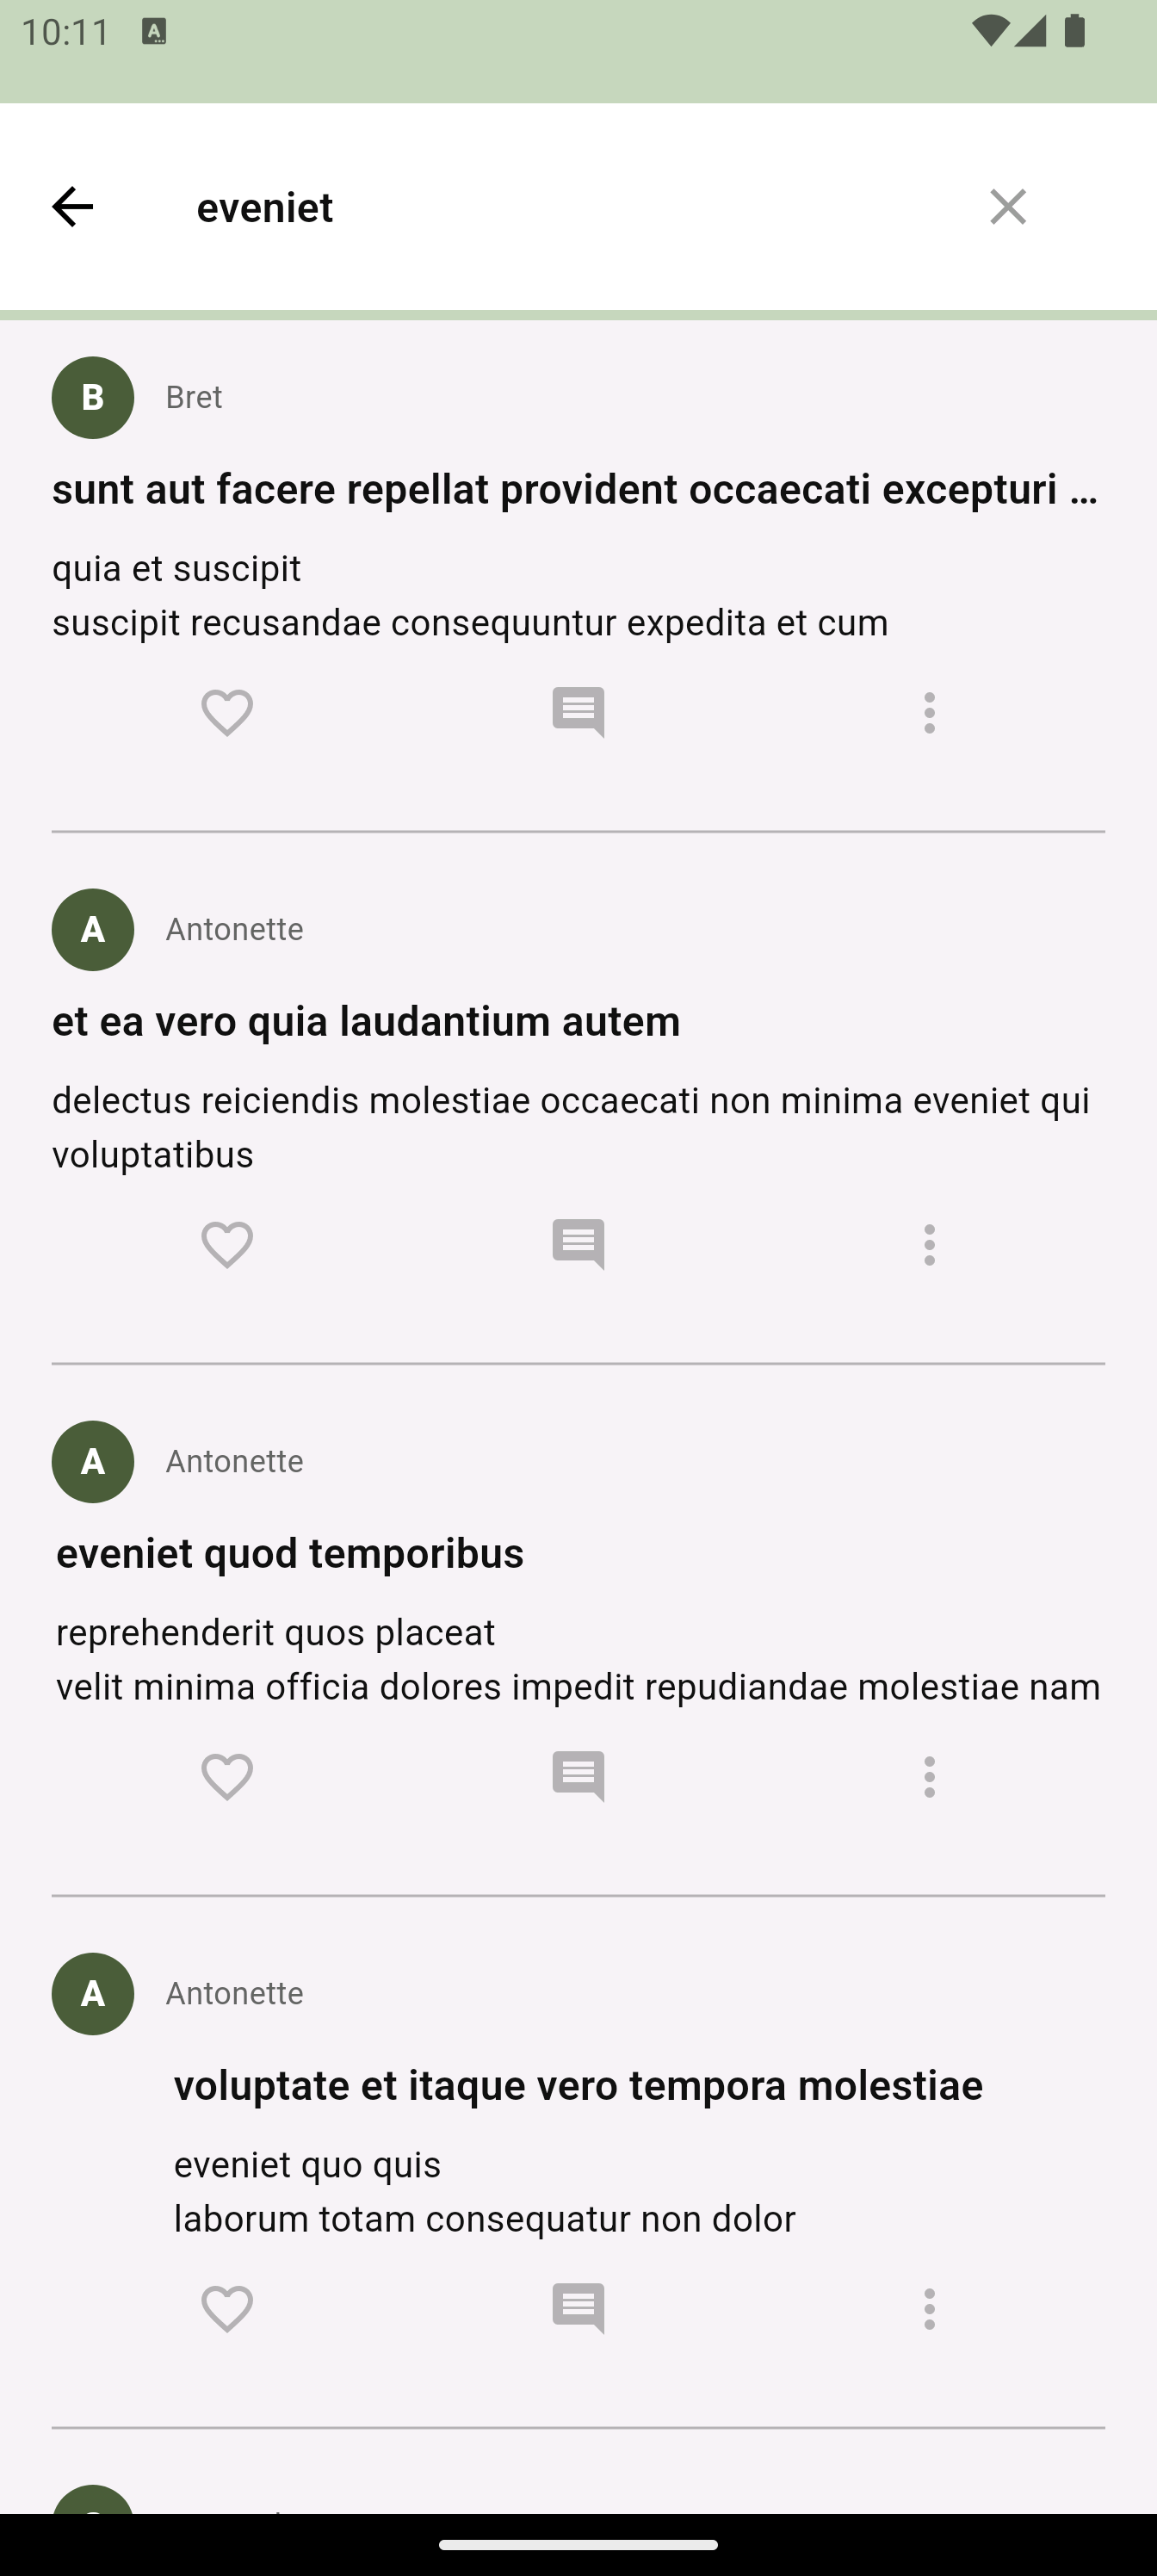 10:11
eveniet
B
Bret
sunt aut facere repellat provident occaecati excepturi ...
quia et suscipit
suscipit recusandae consequuntur expedita et cum
A
Antonette
et ea vero quia laudantium autem
delectus reiciendis molestiae occaecati non minima eveniet qui
voluptatibus
A
Antonette
eveniet quod temporibus
reprehenderit quos placeat
velit minima officia dolores impedit repudiandae molestiae nam
A
Antonette
voluptate et itaque vero tempora molestiae
eveniet quo quis
laborum totam consequatur non dolor